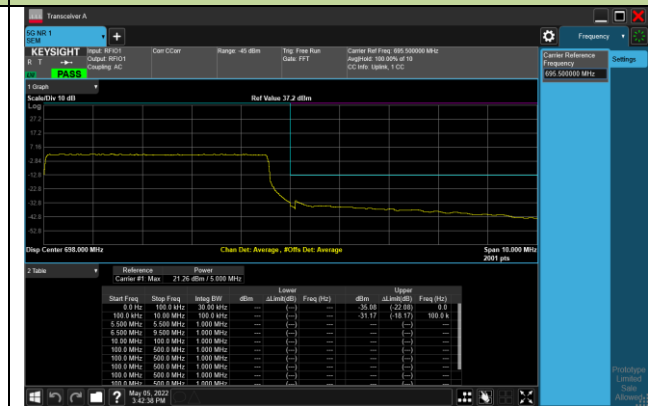 Transceiver A
5G NR 1
SEM
Frequency
KEYSIGHT
Input: RFIO1
Output: RFIO1
Coupling: AC
Corr CCorr
Range: -45 dBm
Trig: Free Run
Gate: FFT
Carrier Ref Freq: 695.500000 MHz
Avg|Hold: 100.00% of 10
CC Info: Uplink, 1 CC
R T
PASS
Carrier Reference
Frequency
695.500000 MHz
Settings
1 Graph
Scale/Div 10 dB
Ref Value 37.2 dBm
Log
27.2
17.2
7.16
-2.84
-12.8
-22.8
-32.8
-42.8
-52.8
Disp Center 698.000 MHz
Chan Det: Average , #Offs Det: Average
Span 10.000 MHz
2001 pts
2 Table
Reference Power
Carrier #1 Max 21.26 dBm / 5.000 MHz
Lower Upper
Start Freq Stop Freq Integ BW dBm ΔLimit(dB) Freq (Hz) dBm ΔLimit(dB) Freq (Hz)
0.0 Hz 100.0 kHz 30.00 kHz --- (---) --- -35.08 (-22.08) 0.0
100.0 kHz 10.00 MHz 100.0 kHz --- (---) --- -31.17 (-18.17) 100.0 k
5.500 MHz 5.500 MHz 1.000 MHz --- (---) --- --- (---) ---
6.500 MHz 9.500 MHz 1.000 MHz --- (---) --- --- (---) ---
10.00 MHz 100.0 MHz 1.000 MHz --- (---) --- --- (---) ---
100.0 MHz 500.0 MHz 1.000 MHz --- (---) --- --- (---) ---
100.0 MHz 500.0 MHz 1.000 MHz --- (---) --- --- (---) ---
100.0 MHz 500.0 MHz 1.000 MHz --- (---) --- --- (---) ---
100.0 MHz 500.0 MHz 1.000 MHz --- (---) --- --- (---) ---
May 05, 2022
3:42:38 PM
Prototype
Limited
Sale
Allowed